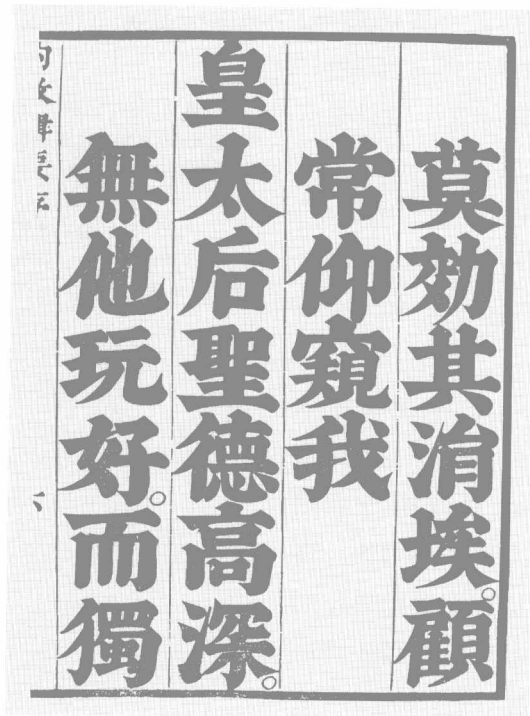 莫効其涓埃。顧
常仰窺我
皇太后聖德高深。
無他玩好。而獨